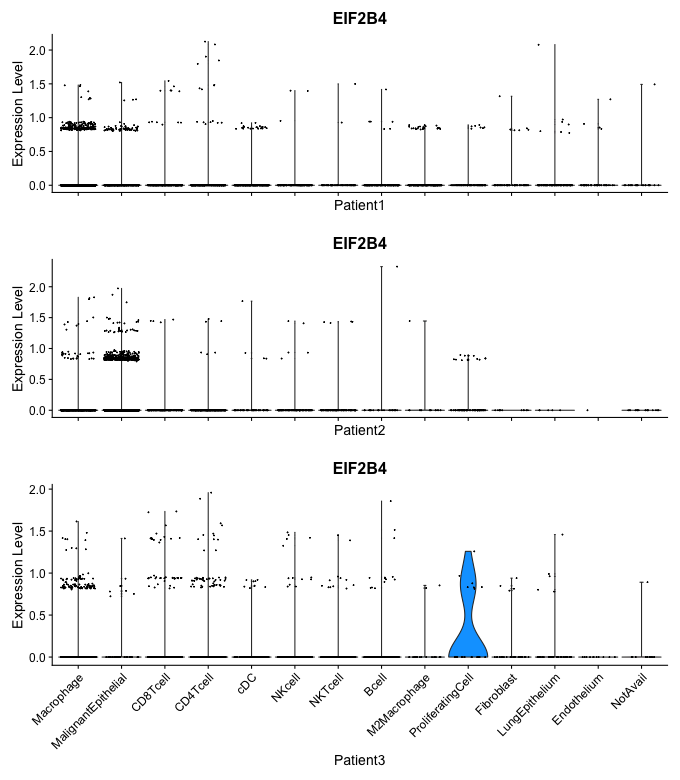 EIF2B4
Expression Level
2.0
1.5
1.0
0.5
0.0
Patient1
EIF2B4
Expression Level
2.0
1.5
1.0
0.5
0.0
Patient2
EIF2B4
Expression Level
2.0
1.5
1.0
0.5
0.0
Macrophage
MalignantEpithelial
CD8Tcell
CD4Tcell
cDC
NKcell
NKTcell
Bcell
M2Macrophage
ProliferatingCell
Fibroblast
LungEpithelium
Endothelium
NotAvail
Patient3